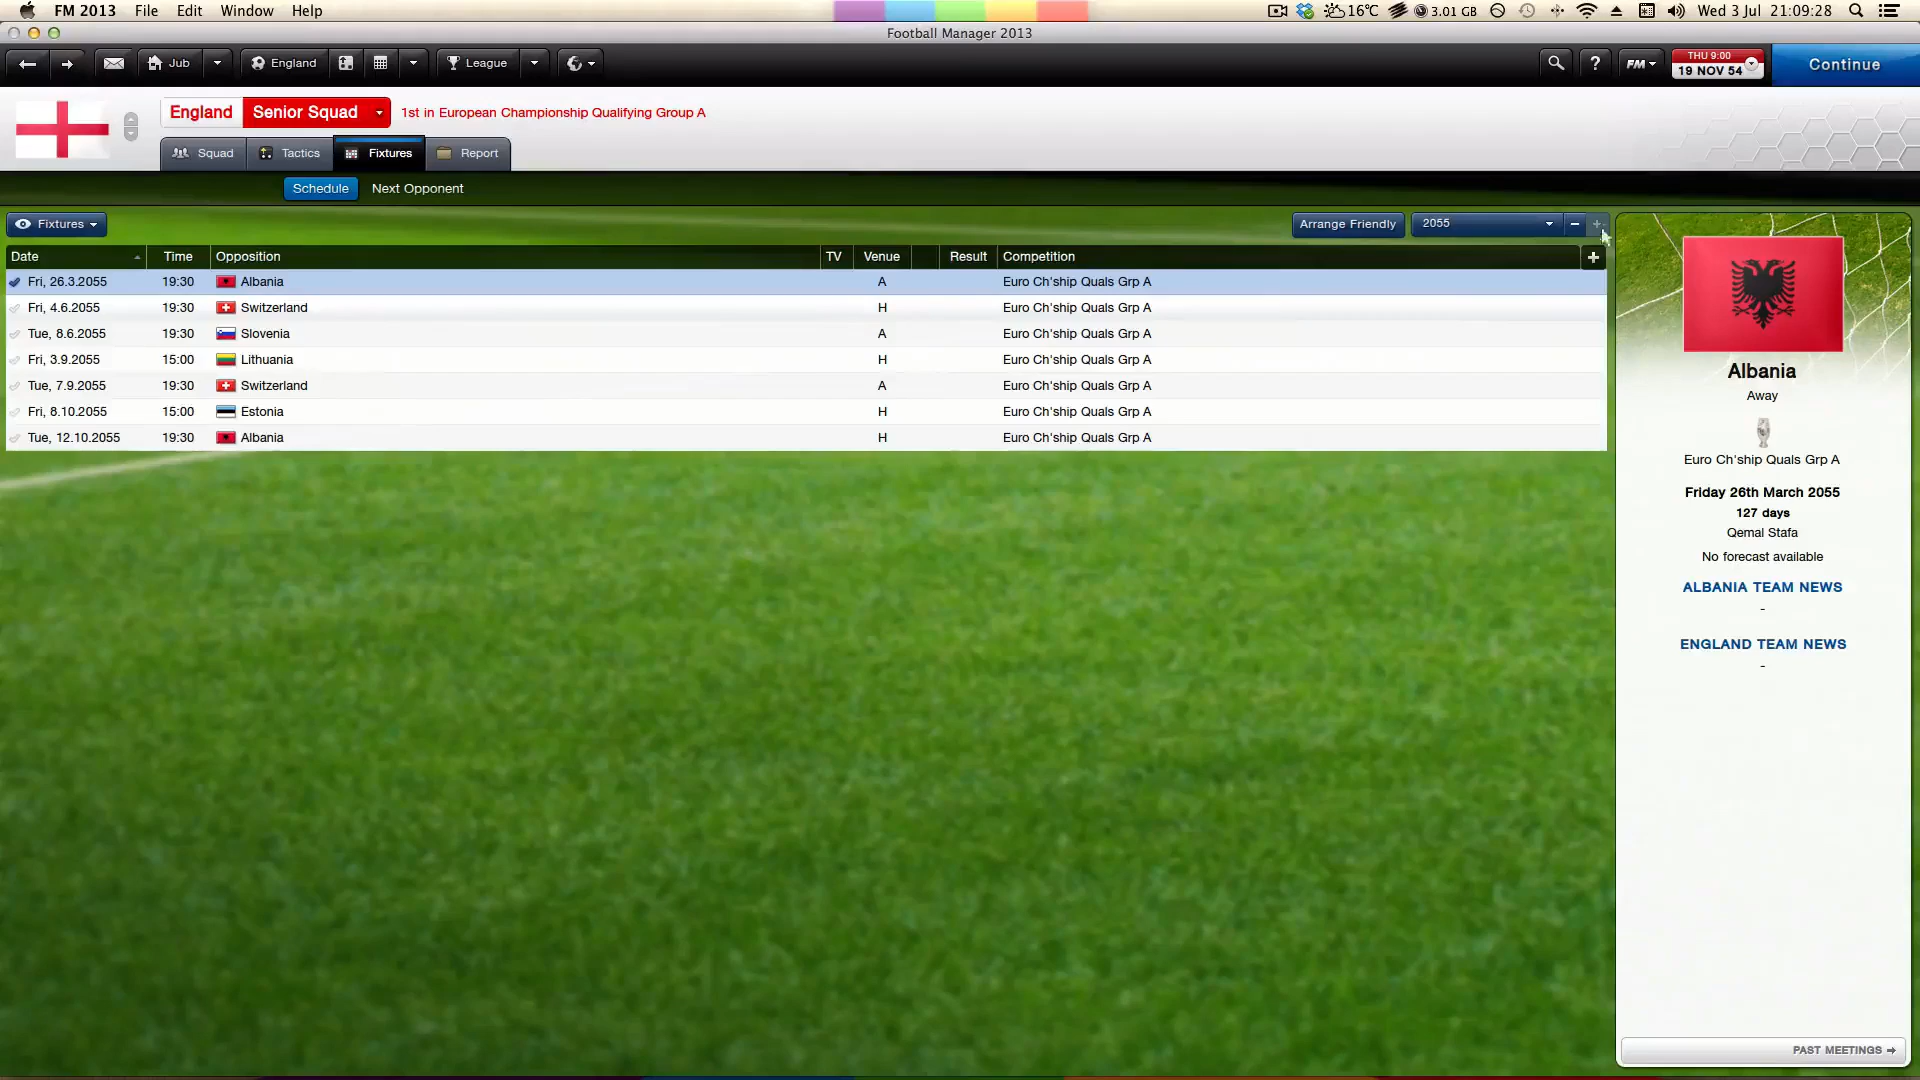 FM 2013 File Edit Window Help 16°C 3.01 GB Wed 3 Jul 21:09:28
Football Manager 2013
Jub England League FM THU 9:00 Continue
19 NOV 54
England Senior Squad 1st in European Championship Qualifying Group A
Squad Tactics Fixtures Report
Schedule Next Opponent
Fixtures Arrange Friendly 2055
Date Time Opposition TV Venue Result Competition
Fri, 26.3.2055 19:30 Albania A Euro Ch'ship Quals Grp A
Fri, 4.6.2055 19:30 Switzerland H Euro Ch'ship Quals Grp A
Tue, 8.6.2055 19:30 Slovenia A Euro Ch'ship Quals Grp A
Fri, 3.9.2055 15:00 Lithuania H Euro Ch'ship Quals Grp A
Tue, 7.9.2055 19:30 Switzerland A Euro Ch'ship Quals Grp A
Fri, 8.10.2055 15:00 Estonia H Euro Ch'ship Quals Grp A
Tue, 12.10.2055 19:30 Albania H Euro Ch'ship Quals Grp A
Albania
Away
Euro Ch'ship Quals Grp A
Friday 26th March 2055
127 days
Qemal Stafa
No forecast available
ALBANIA TEAM NEWS
-
ENGLAND TEAM NEWS
-
PAST MEETINGS